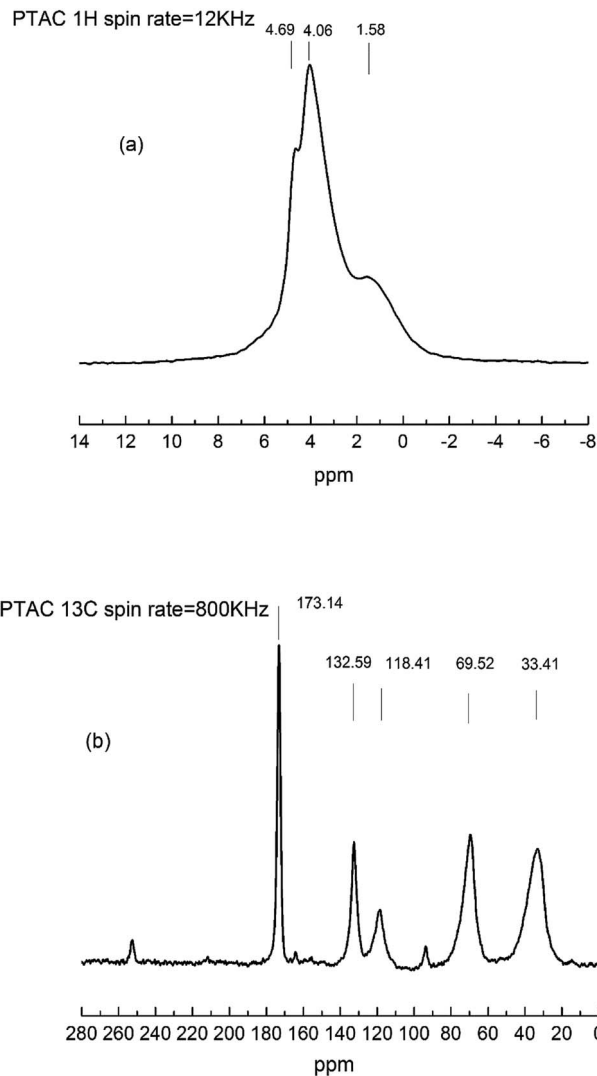 PTAC 1H spin rate=12KHz
4.69 4.06 1.58
(a)
14 12 10 8 6 4 2 0 -2 -4 -6 -8
ppm
PTAC 13C spin rate=800KHz
173.14
132.59 118.41 69.52 33.41
(b)
280 260 240 220 200 180 160 140 120 100 80 60 40 20 0
ppm